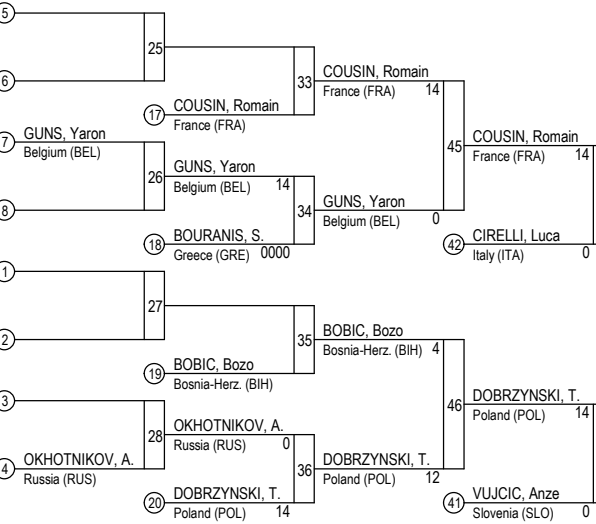 5
25
6
33
COUSIN, Romain
France (FRA) 14
17 COUSIN, Romain
France (FRA)
7 GUNS, Yaron
Belgium (BEL)
45
COUSIN, Romain
France (FRA) 14
26
GUNS, Yaron
Belgium (BEL) 14
8
34
GUNS, Yaron
Belgium (BEL) 0
18 BOURANIS, S.
Greece (GRE) 0000
42 CIRELLI, Luca
Italy (ITA) 0
1
27
2
35
BOBIC, Bozo
Bosnia-Herz. (BIH) 4
19 BOBIC, Bozo
Bosnia-Herz. (BIH)
3
46
DOBRZYNSKI, T.
Poland (POL) 14
28
OKHOTNIKOV, A.
Russia (RUS) 0
4 OKHOTNIKOV, A.
Russia (RUS)
36
DOBRZYNSKI, T.
Poland (POL) 12
20 DOBRZYNSKI, T.
Poland (POL) 14
41 VUJCIC, Anze
Slovenia (SLO) 0